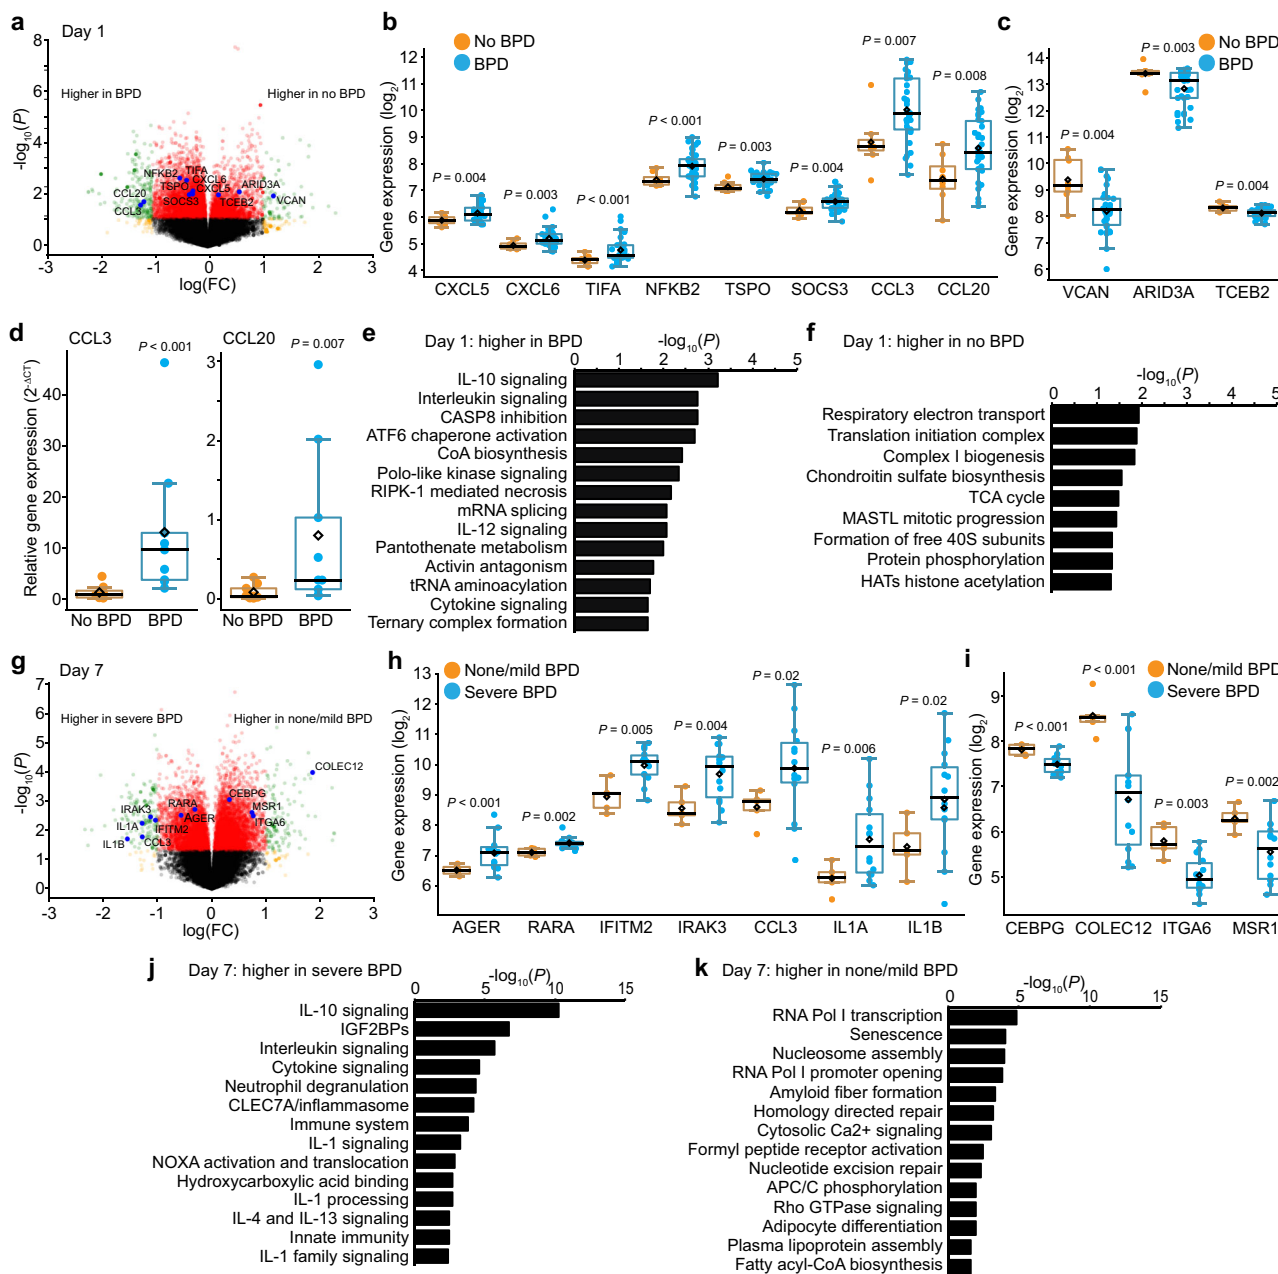 a Day 1
8
6
4
2
0
-log10(P)
Higher in BPD
Higher in no BPD
NFKB2
TIFA
CXCL6
TSPO
CXCL5
ARID3A
CCL20
SOCS3
TCEB2
VCAN
CCL3
-3 -2 -1 0 1 2 3
log(FC)
b
No BPD
BPD
Gene expression (log2)
12
11
10
9
8
7
6
5
4
P = 0.004
P = 0.003
P < 0.001
P < 0.001
P = 0.003
P = 0.004
P = 0.007
P = 0.008
CXCL5 CXCL6 TIFA NFKB2 TSPO SOCS3 CCL3 CCL20
c
No BPD
BPD
Gene expression (log2)
13
12
11
10
9
8
7
6
P = 0.004
P = 0.003
P = 0.004
VCAN ARID3A TCEB2
d
CCL3
CCL20
Relative gene expression (2-ΔCT)
P < 0.001
P = 0.007
40
30
20
10
0
3
2
1
0
No BPD BPD
No BPD BPD
e Day 1: higher in BPD
-log10(P)
0 1 2 3 4 5
IL-10 signaling
Interleukin signaling
CASP8 inhibition
ATF6 chaperone activation
CoA biosynthesis
Polo-like kinase signaling
RIPK-1 mediated necrosis
mRNA splicing
IL-12 signaling
Pantothenate metabolism
Activin antagonism
tRNA aminoacylation
Cytokine signaling
Ternary complex formation
f Day 1: higher in no BPD
-log10(P)
0 1 2 3 4 5
Respiratory electron transport
Translation initiation complex
Complex I biogenesis
Chondroitin sulfate biosynthesis
TCA cycle
MASTL mitotic progression
Formation of free 40S subunits
Protein phosphorylation
HATs histone acetylation
g Day 7
7
6
5
4
3
2
1
0
-log10(P)
Higher in severe BPD
Higher in none/mild BPD
COLEC12
CEBPG
RARA
MSR1
IRAK3
AGER
ITGA6
IL1A
IFITM2
IL1B
CCL3
-3 -2 -1 0 1 2 3
log(FC)
h
None/mild BPD
Severe BPD
Gene expression (log2)
13
12
11
10
9
8
7
6
P < 0.001
P = 0.002
P = 0.005
P = 0.004
P = 0.02
P = 0.006
P = 0.02
AGER RARA IFITM2 IRAK3 CCL3 IL1A IL1B
i
None/mild BPD
Severe BPD
Gene expression (log2)
9
8
7
6
5
P < 0.001
P < 0.001
P = 0.003
P = 0.002
CEBPG COLEC12 ITGA6 MSR1
j Day 7: higher in severe BPD
-log10(P)
0 5 10 15
IL-10 signaling
IGF2BPs
Interleukin signaling
Cytokine signaling
Neutrophil degranulation
CLEC7A/inflammasome
Immune system
IL-1 signaling
NOXA activation and translocation
Hydroxycarboxylic acid binding
IL-1 processing
IL-4 and IL-13 signaling
Innate immunity
IL-1 family signaling
k Day 7: higher in none/mild BPD
-log10(P)
0 5 10 15
RNA Pol I transcription
Senescence
Nucleosome assembly
RNA Pol I promoter opening
Amyloid fiber formation
Homology directed repair
Cytosolic Ca2+ signaling
Formyl peptide receptor activation
Nucleotide excision repair
APC/C phosphorylation
Rho GTPase signaling
Adipocyte differentiation
Plasma lipoprotein assembly
Fatty acyl-CoA biosynthesis